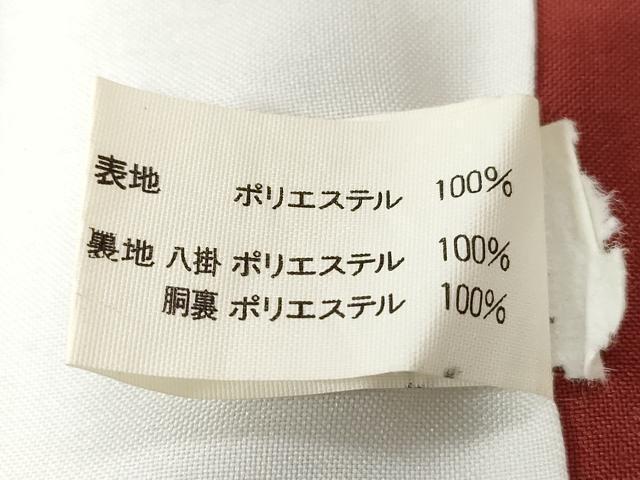 表地 ポリエステル 100%
裏地 八掛 ポリエステル 100%
胴裏 ポリエステル 100%